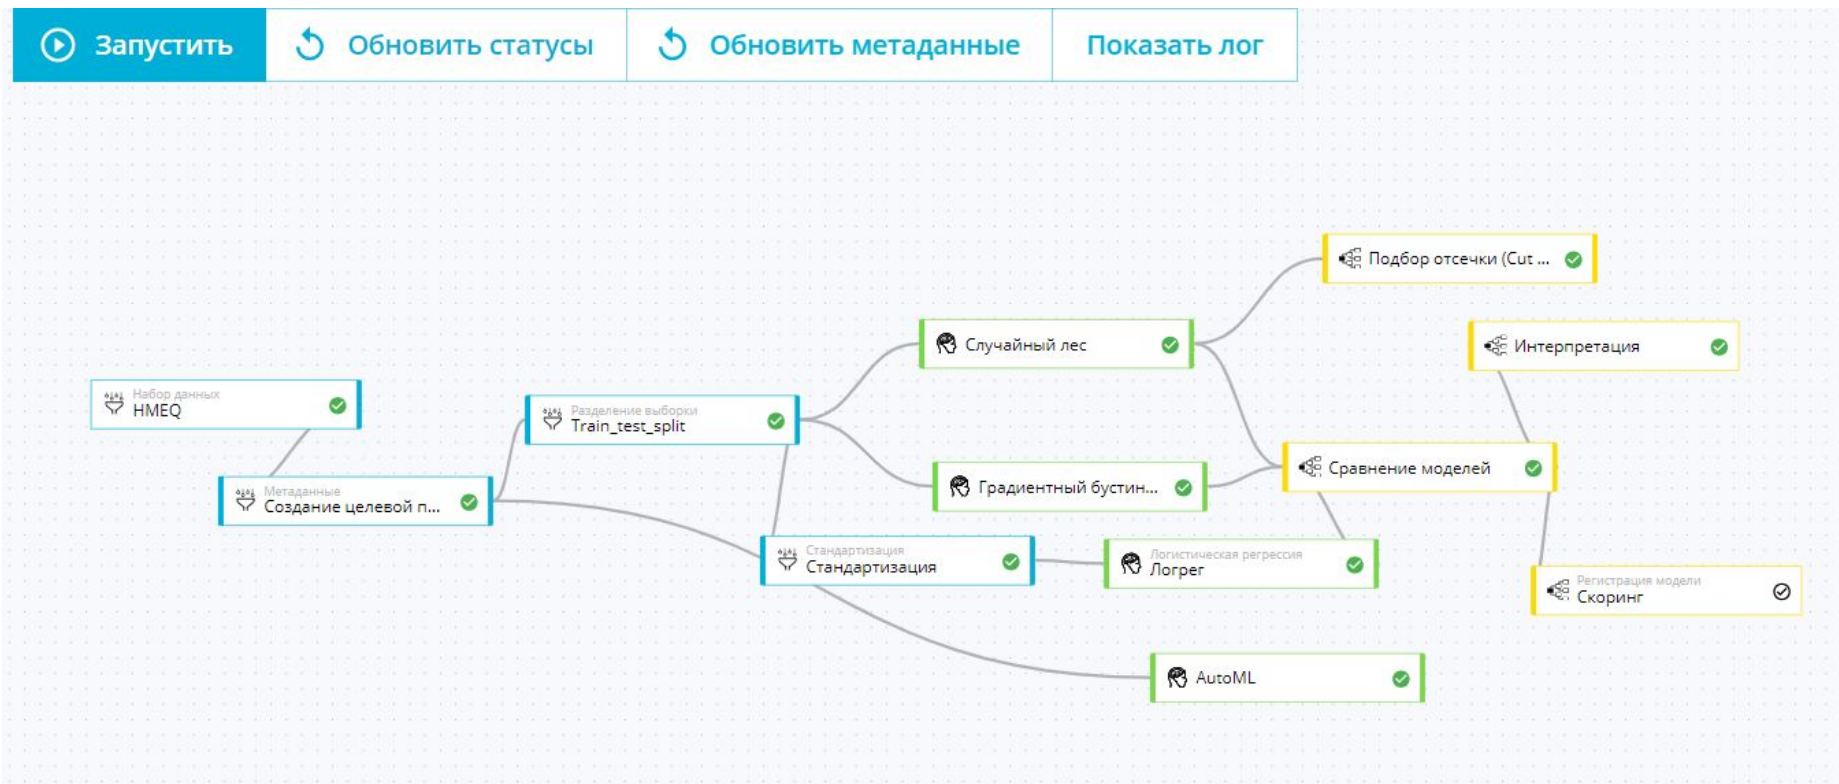 Запустить
Обновить статусы
Обновить метаданные
Показать лог
Подбор отсечки (Cut ...
Случайный лес
Интерпретация
Набор данных
HMEQ
Разделение выборки
Train_test_split
Сравнение моделей
Градиентный бустин...
Метаданные
Создание целевой п...
Стандартизация
Стандартизация
Логистическая регрессия
Логрег
Регистрация модели
Скоринг
AutoML